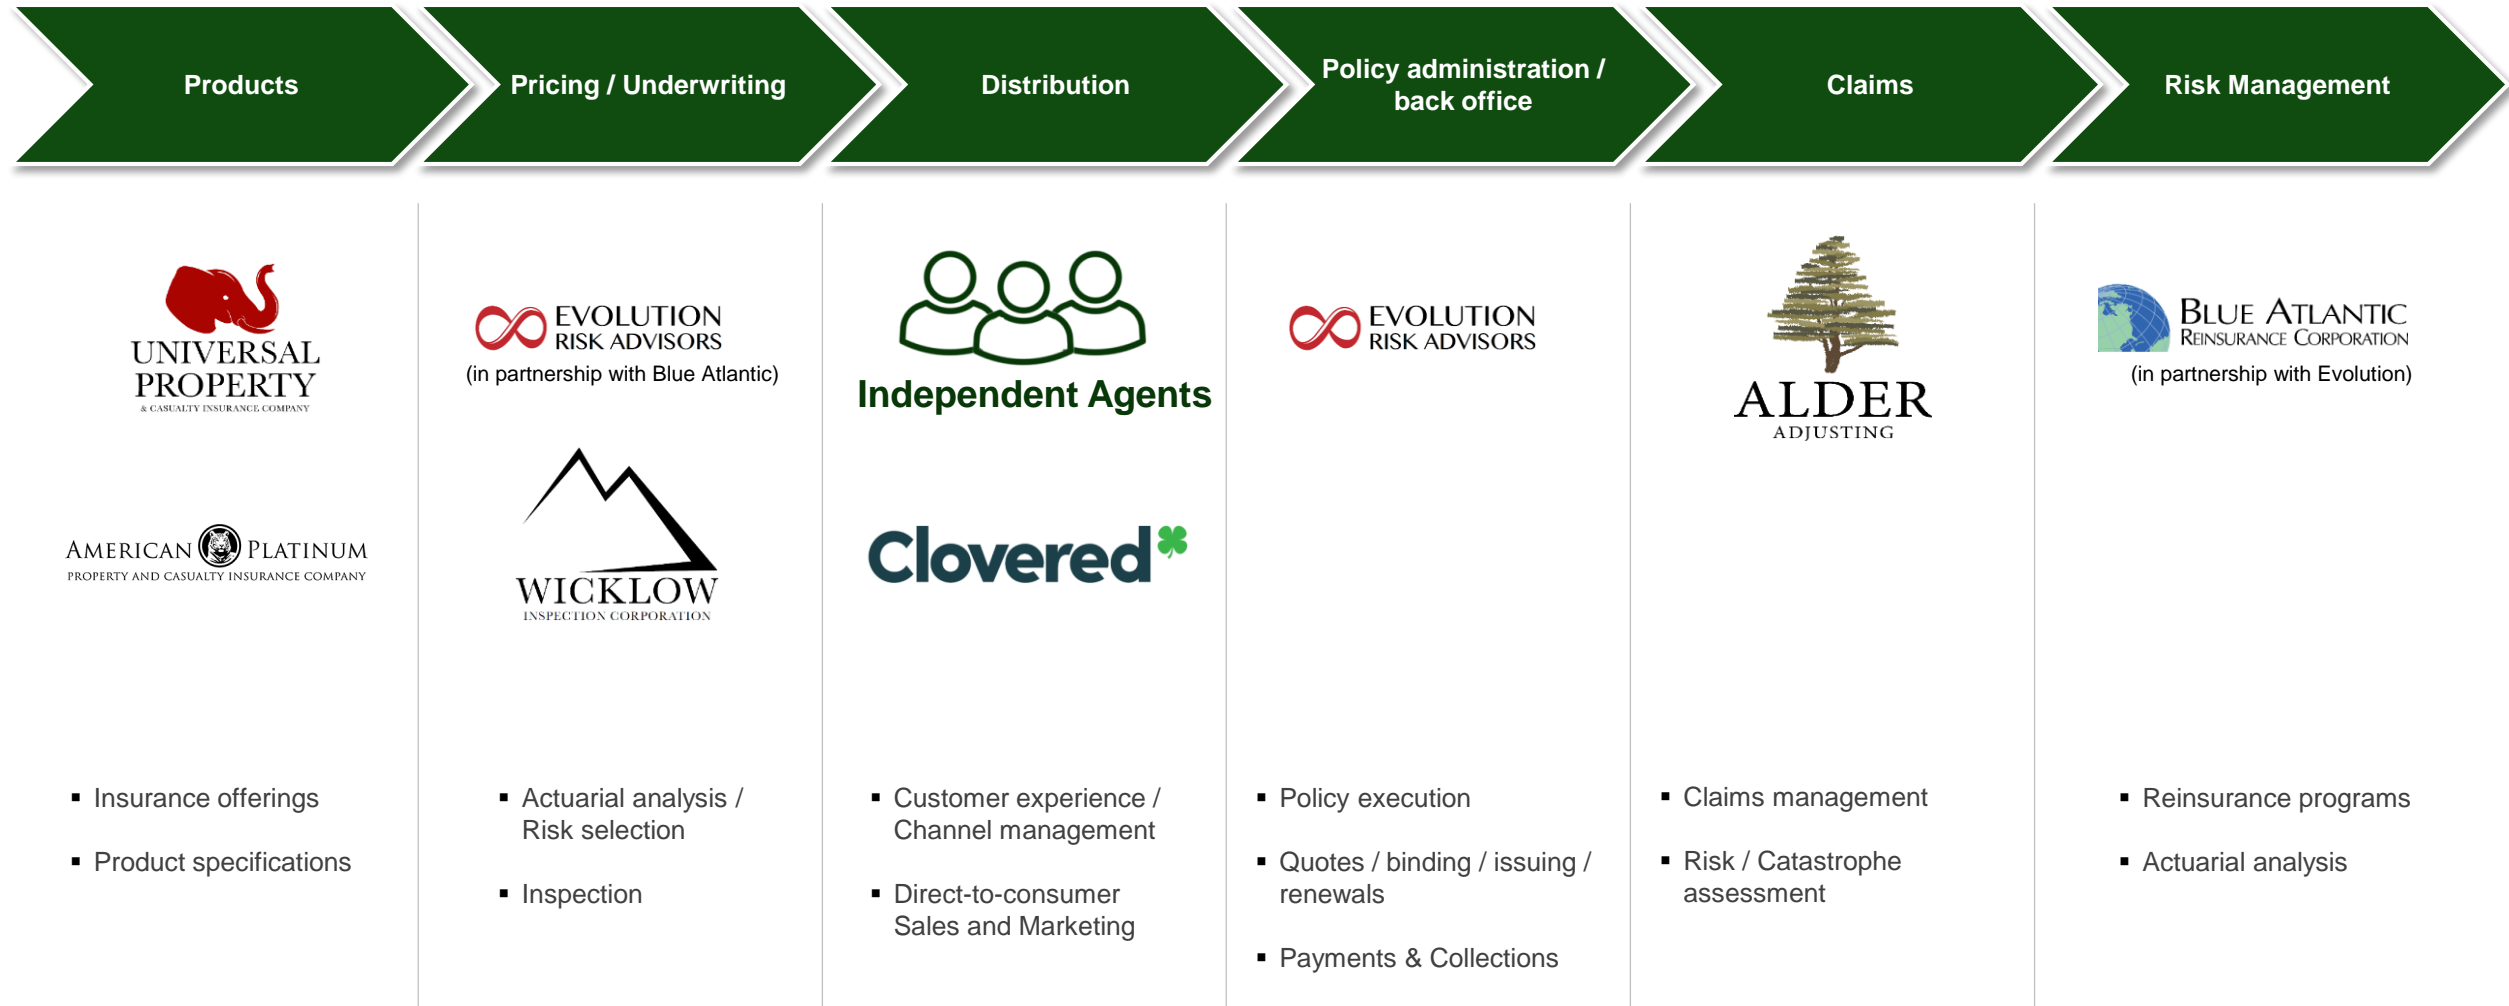 Products
Pricing / Underwriting
Distribution
Policy administration /
back office
Claims
Risk Management
UNIVERSAL
PROPERTY
& CASUALTY INSURANCE COMPANY
AMERICAN PLATINUM
PROPERTY AND CASUALTY INSURANCE COMPANY
▪ Insurance offerings
▪ Product specifications
EVOLUTION
RISK ADVISORS
(in partnership with Blue Atlantic)
WICKLOW
INSPECTION CORPORATION
▪ Actuarial analysis /
Risk selection
▪ Inspection
Independent Agents
Clovered
▪ Customer experience /
Channel management
▪ Direct-to-consumer
Sales and Marketing
EVOLUTION
RISK ADVISORS
▪ Policy execution
▪ Quotes / binding / issuing /
renewals
▪ Payments & Collections
ALDER
ADJUSTING
▪ Claims management
▪ Risk / Catastrophe
assessment
BLUE ATLANTIC
REINSURANCE CORPORATION
(in partnership with Evolution)
▪ Reinsurance programs
▪ Actuarial analysis